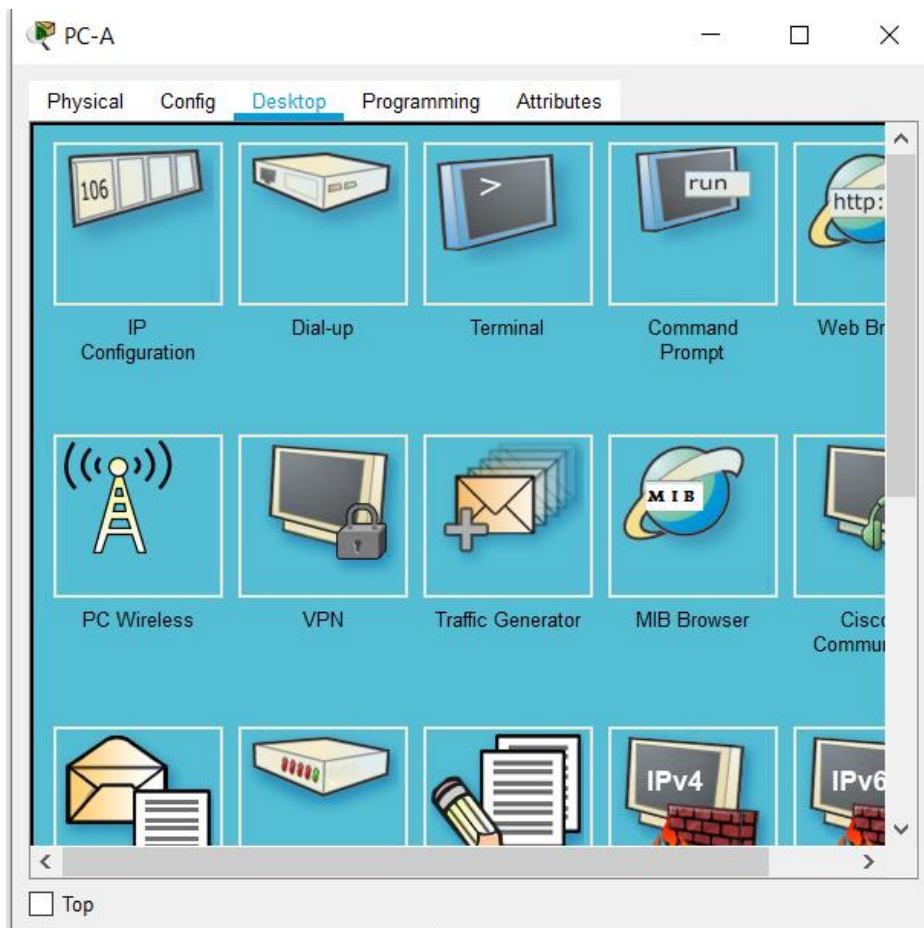 PC-A
Physical Config Desktop Programming Attributes
106
>
run
http:
IP
Configuration
Dial-up
Terminal
Command
Prompt
Web Br
MIB
PC Wireless
VPN
Traffic Generator
MIB Browser
Cisco
Commu
IPv4
IPv6
Top